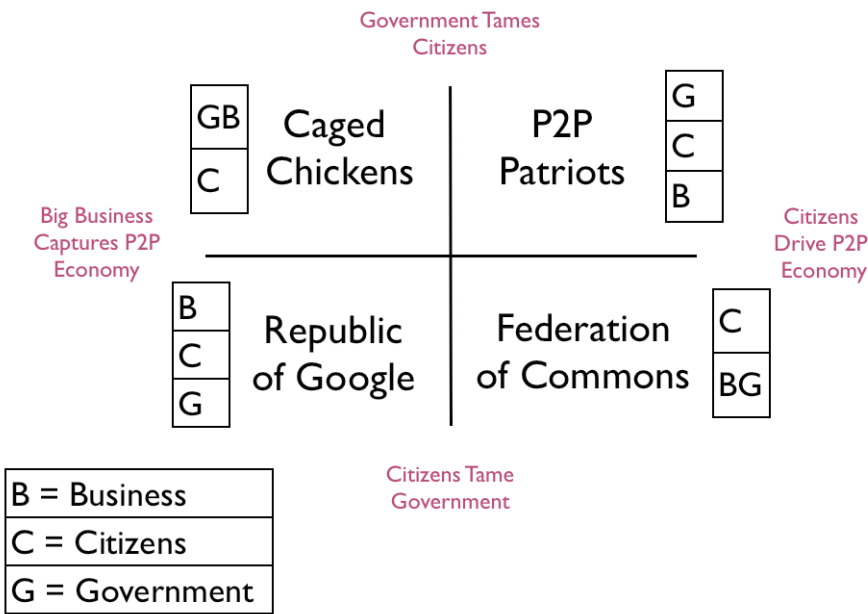 Government Tames
Citizens
GB
C
Caged
Chickens
P2P
Patriots
G
C
B
Big Business
Captures P2P
Economy
Citizens
Drive P2P
Economy
B
C
G
Republic
of Google
Federation
of Commons
C
BG
Citizens Tame
Government
B = Business
C = Citizens
G = Government